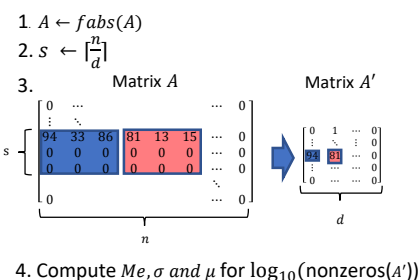 1. A ← fabs(A)
2. s ← ⌈n/d⌉
3.
Matrix A Matrix A′
0 ⋯ ⋯ 0
⋮ ⋱
94 33 86 81 13 15 ⋯ 0
0 0 0 0 0 0 ⋯ 0
0 0 0 0 0 0 ⋯ 0
⋱
0 ⋯ 0
s
n
0 1 ⋯ 0
⋮ ⋱ ⋮ 0
94 81 ⋯ 0
⋮ ⋯ ⋯ 0
0 ⋯ ⋯ 0
d
4. Compute Me, σ and μ for log₁₀(nonzeros(A′))